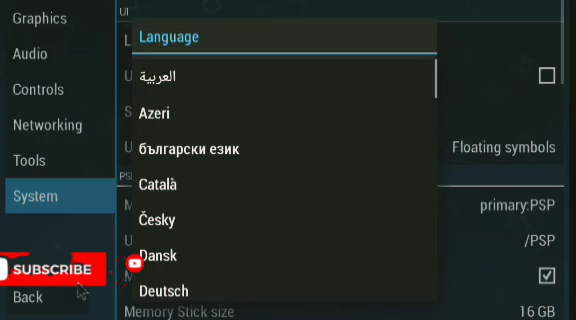 Graphics
Audio
Controls
Networking
Tools
System
Back
SUBSCRIBE
UI
Language
العربية
Azeri
български език
Català
Česky
Dansk
Deutsch
Floating symbols
primary:PSP
/PSP
Memory Stick size
16 GB